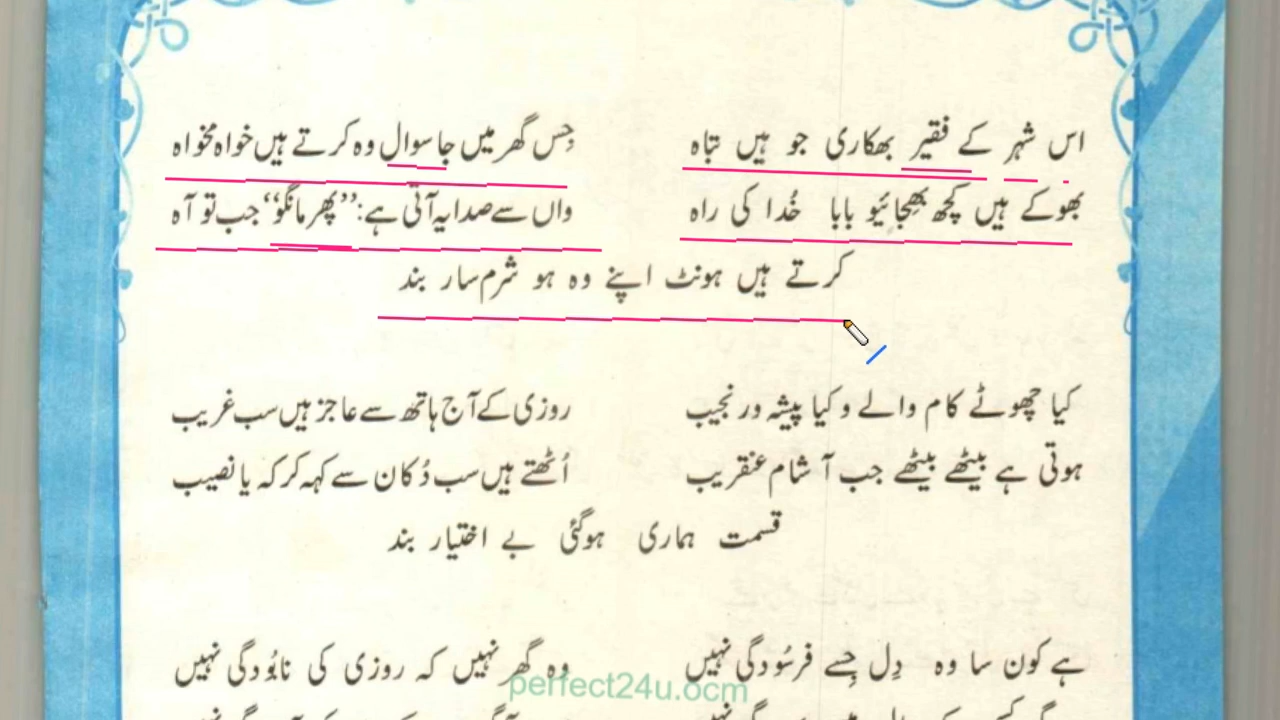 اس شہر کے فقیر بھکاری جو ہیں تباہ جس گھر میں جا سوال وہ کرتے ہیں خواہ مخواہ
بھوکے ہیں کچھ بھجائیو بابا خُدا کی راہ واں سے صدا یہ آتی ہے: ’’پھر مانگو‘‘ جب تو آہ
کرتے ہیں ہونٹ اپنے وہ ہو شرم سار بند
کیا چھوٹے کام والے و کیا پیشہ ور نجیب روزی کے آج ہاتھ سے عاجز ہیں سب غریب
ہوتی ہے بیٹھے بیٹھے جب آ شام عنقریب اُٹھتے ہیں سب دُکان سے کہہ کر کہ یا نصیب
قسمت ہماری ہوگئی بے اختیار بند
ہے کون سا وہ دِل جِسے فرسُودگی نہیں وہ گھر نہیں کہ روزی کی نابُودگی نہیں
perfect24u.ocm